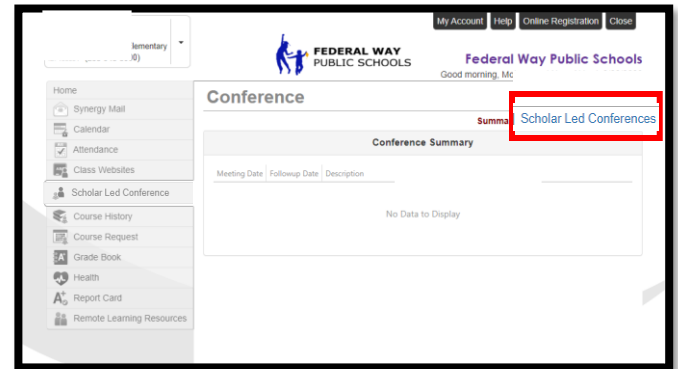 My Account Help Online Registration Close
lementary
FEDERAL WAY
PUBLIC SCHOOLS
Federal Way Public Schools
Good morning,
Home
Synergy Mail
Calendar
Attendance
Class Websites
Scholar Led Conference
Course History
Course Request
Grade Book
Health
Report Card
Remote Learning Resources
Conference
Summa
Scholar Led Conferences
Conference Summary
Meeting Date Followup Date Description
No Data to Display